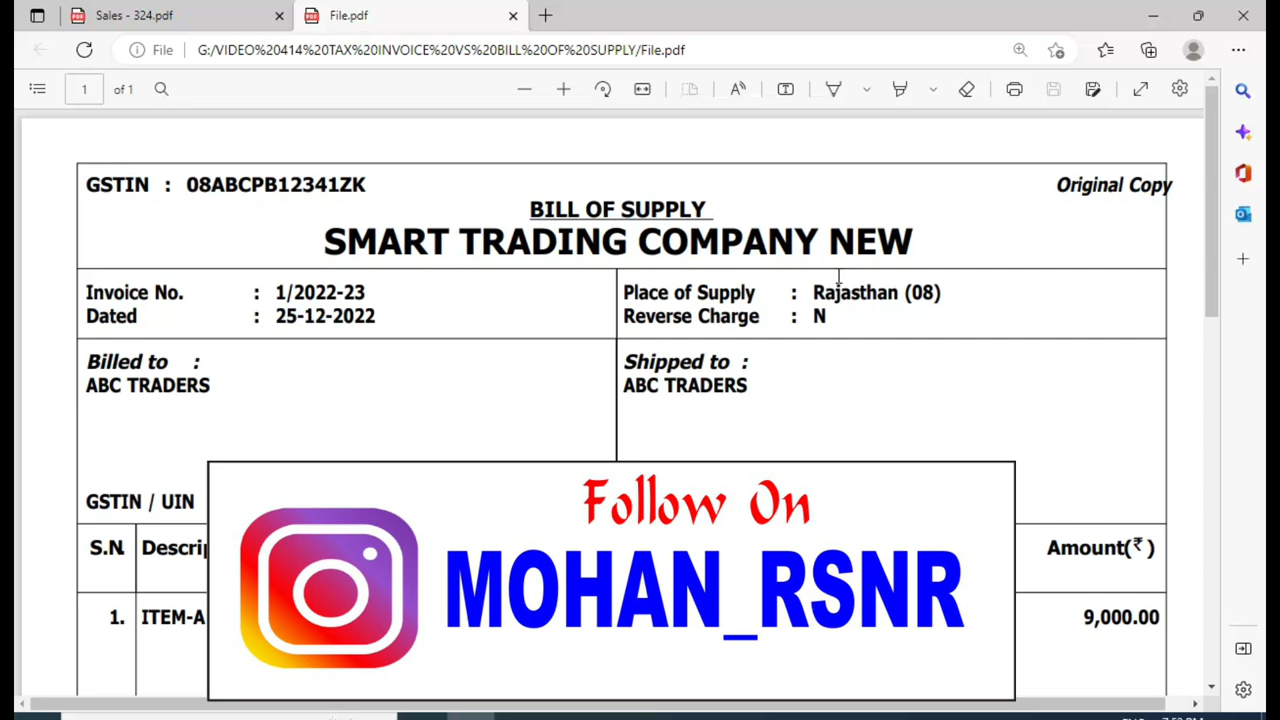 Sales - 324.pdf
File.pdf
File
G:/VIDEO%20414%20TAX%20INVOICE%20VS%20BILL%20OF%20SUPPLY/File.pdf
1 of 1
GSTIN : 08ABCPB12341ZK
Original Copy
BILL OF SUPPLY
SMART TRADING COMPANY NEW
Invoice No. : 1/2022-23
Dated : 25-12-2022
Place of Supply : Rajasthan (08)
Reverse Charge : N
Billed to :
ABC TRADERS
Shipped to :
ABC TRADERS
GSTIN / UIN
S.N. Descrip Amount(₹)
1. ITEM-A 9,000.00
Follow On
MOHAN_RSNR